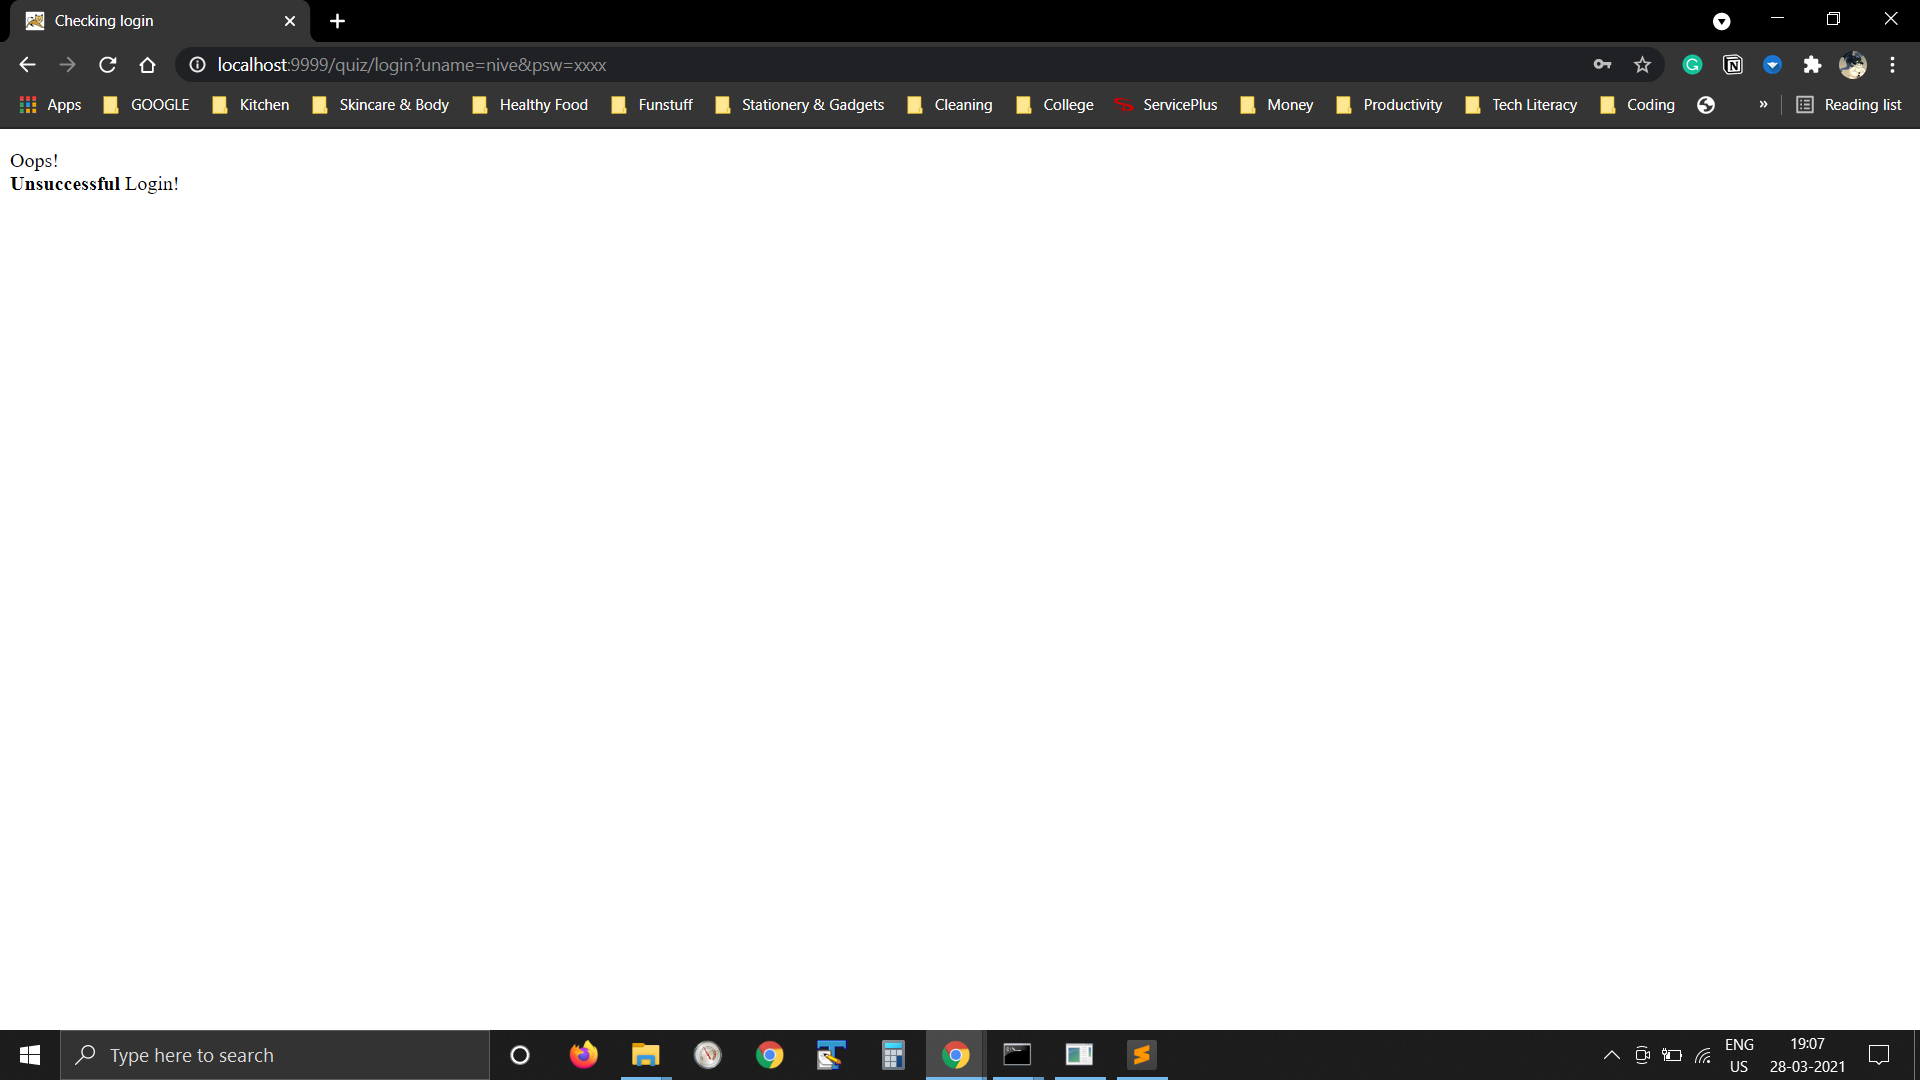 Checking login
localhost:9999/quiz/login?uname=nive&psw=xxxx
Apps GOOGLE Kitchen Skincare & Body Healthy Food Funstuff Stationery & Gadgets Cleaning College ServicePlus Money Productivity Tech Literacy Coding » Reading list
Oops!
Unsuccessful Login!
Type here to search
ENG 19:07
US 28-03-2021